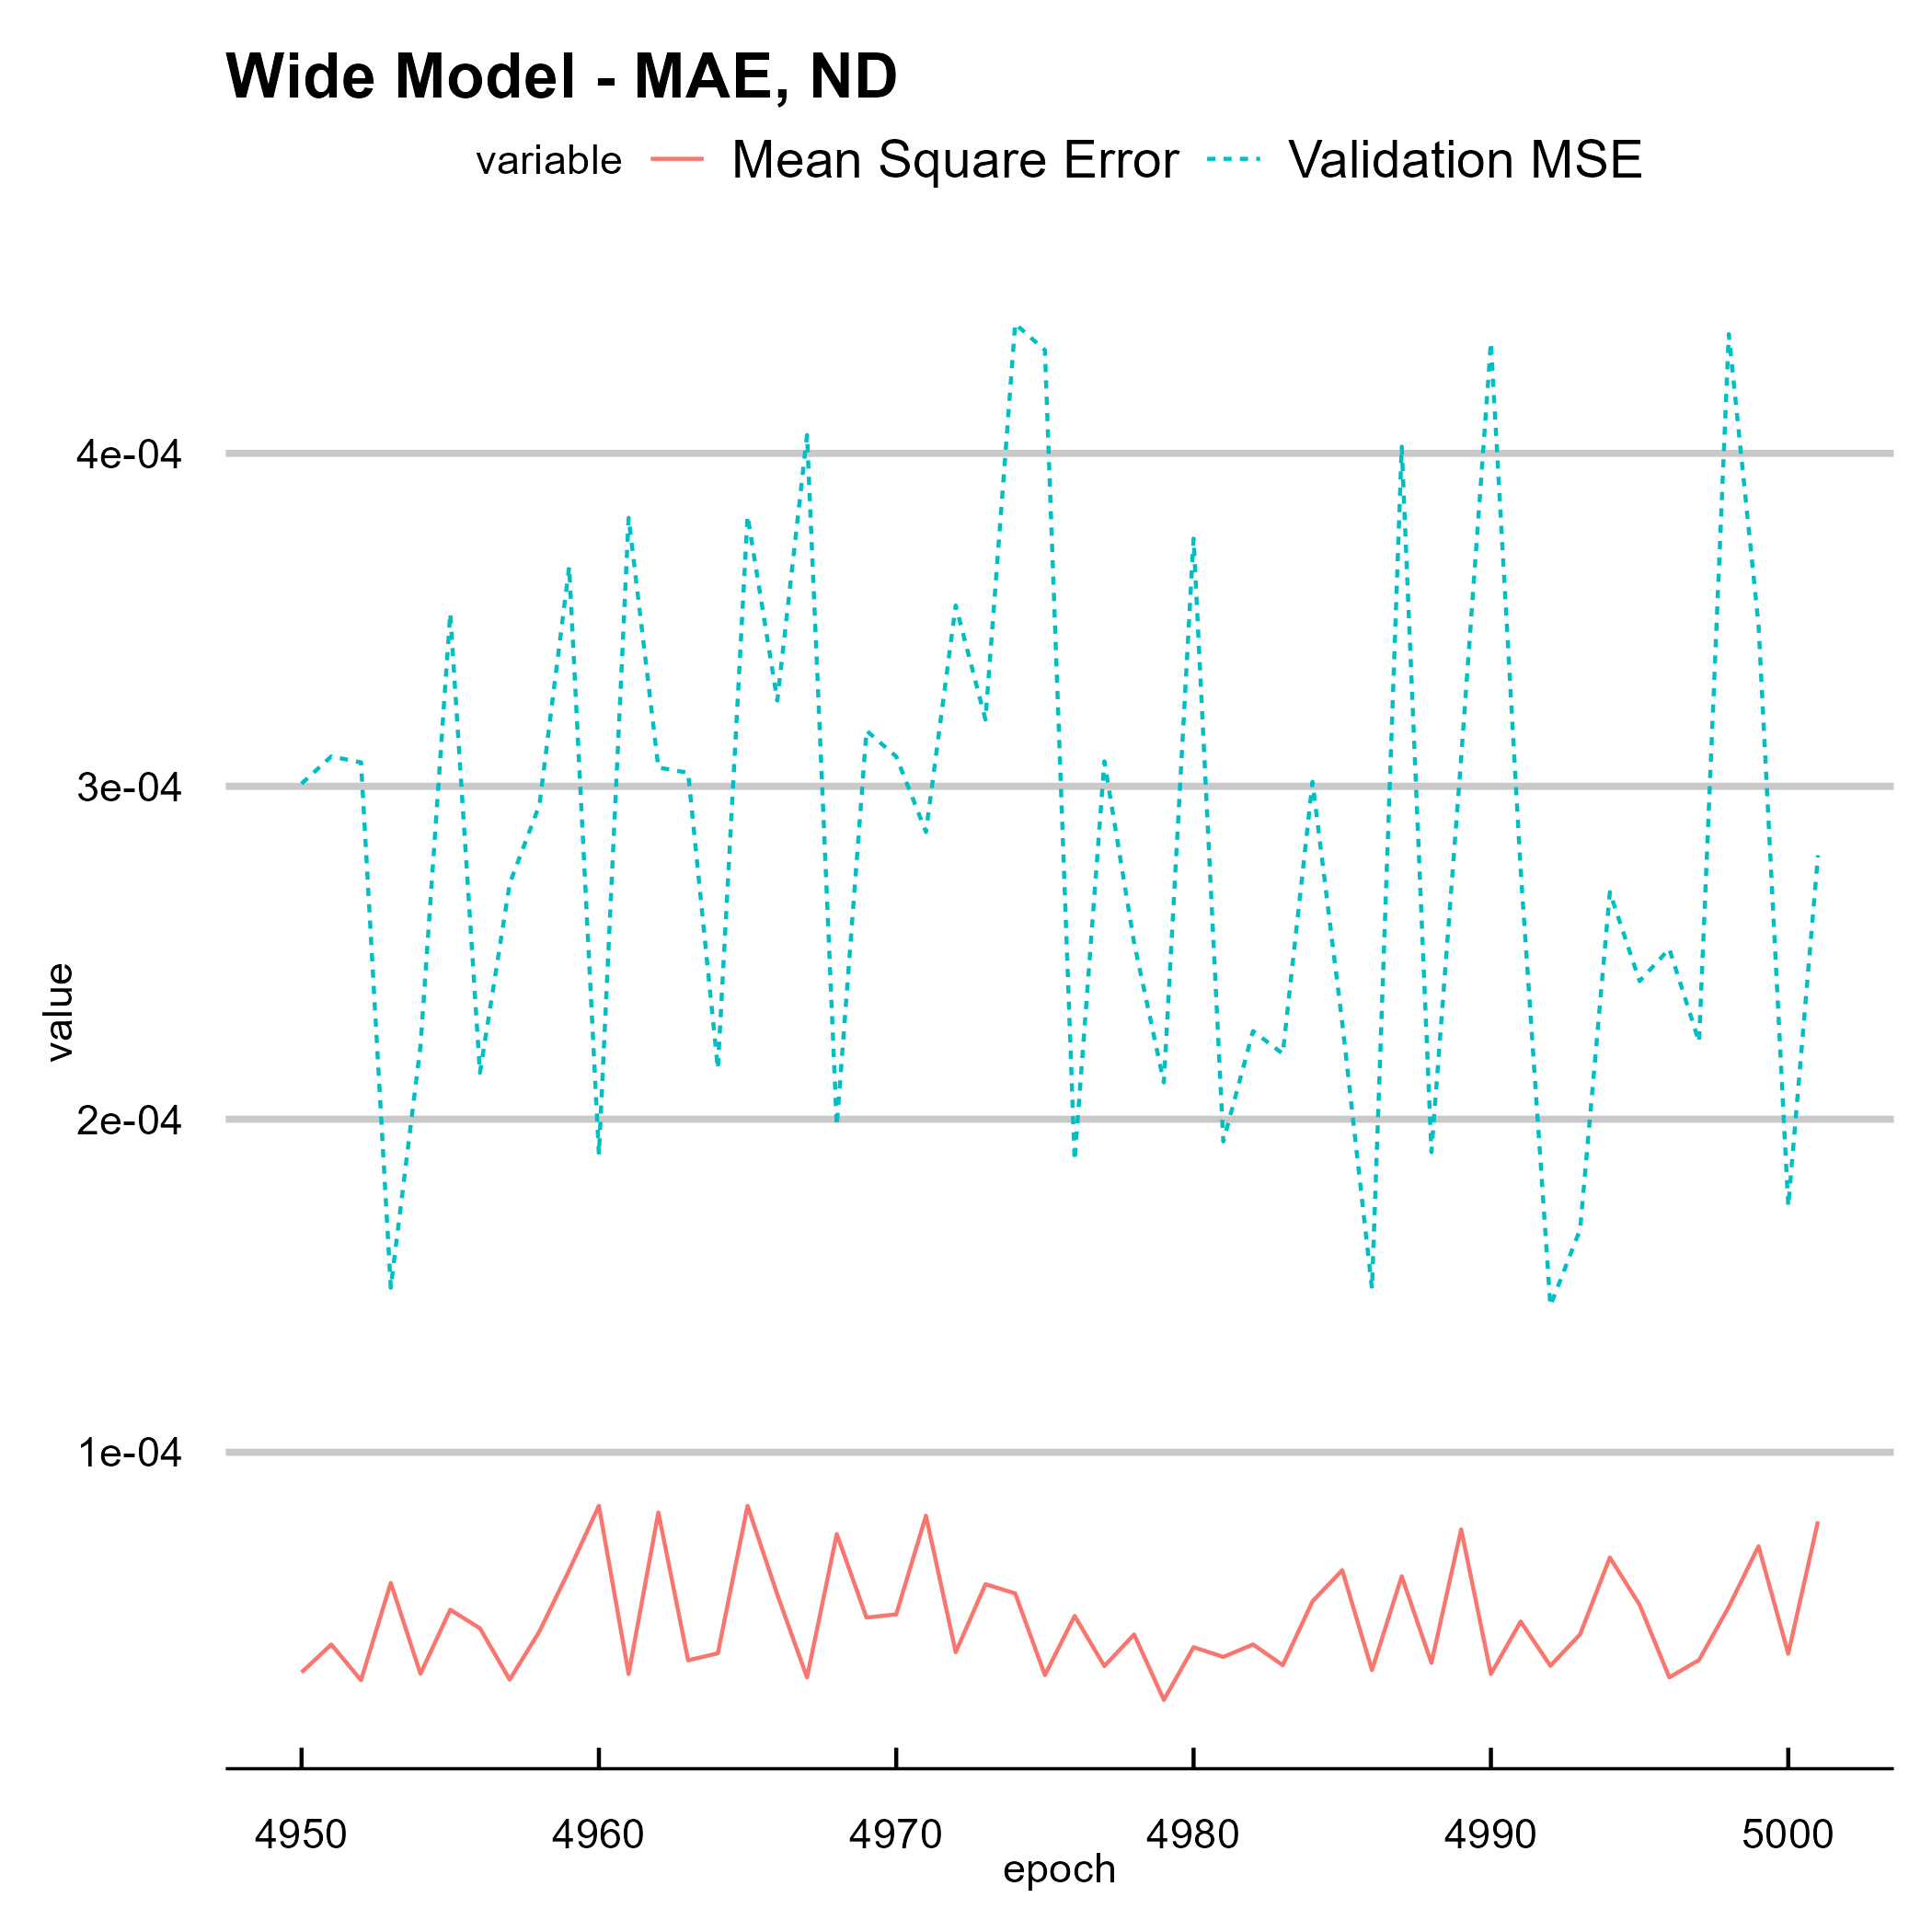 Wide Model - MAE, ND
variable Mean Square Error Validation MSE
4e-04
3e-04
2e-04
1e-04
value
4950 4960 4970 4980 4990 5000
epoch